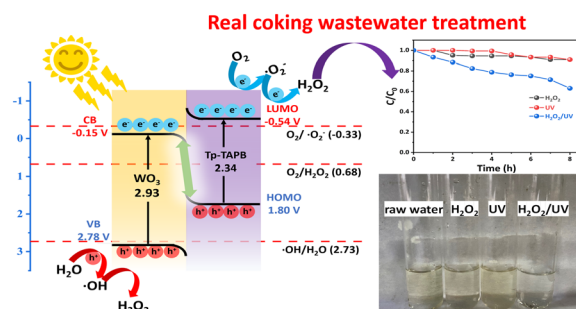 Real coking wastewater treatment
O₂
·O₂⁻
e⁻
e⁻
H₂O₂
-1
0
1
2
3
CB
-0.15 V
e⁻ e⁻ e⁻ e⁻
e⁻ e⁻ e⁻ e⁻
LUMO
-0.54 V
O₂/ ·O₂⁻ (-0.33)
WO₃
2.93
Tp-TAPB
2.34
O₂/H₂O₂ (0.68)
h⁺ h⁺ h⁺ h⁺
HOMO
1.80 V
VB
2.78 V
h⁺ h⁺ h⁺ h⁺
·OH/H₂O (2.73)
H₂O
h⁺
·OH
H₂O₂
C/C₀
1.0
0.8
0.6
0.4
0.2
0.0
H₂O₂
UV
H₂O₂/UV
0 2 4 6 8
Time (h)
raw water H₂O₂ UV H₂O₂/UV